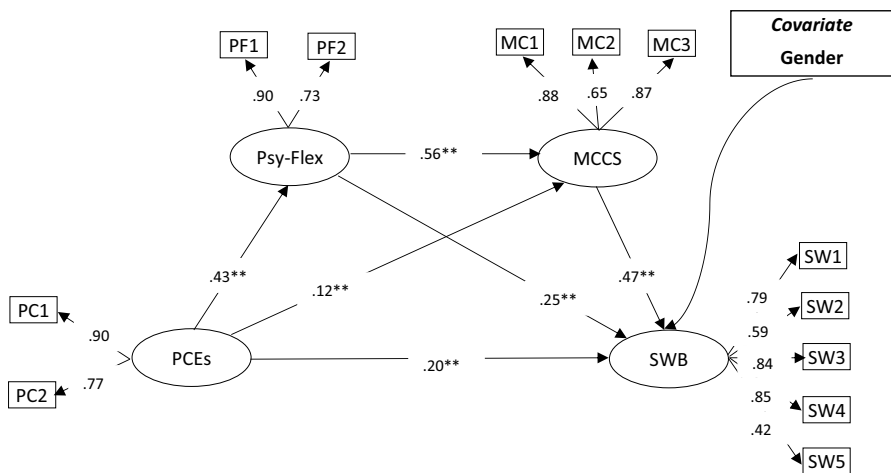 PF1
PF2
MC1
MC2
MC3
Covariate
Gender
.90
.73
.88
.65
.87
Psy-Flex
.56**
MCCS
.43**
.12**
.25**
.47**
SW1
PC1
.90
.79
SW2
.59
PCEs
.20**
SWB
.84
SW3
PC2
.77
.85
SW4
.42
SW5